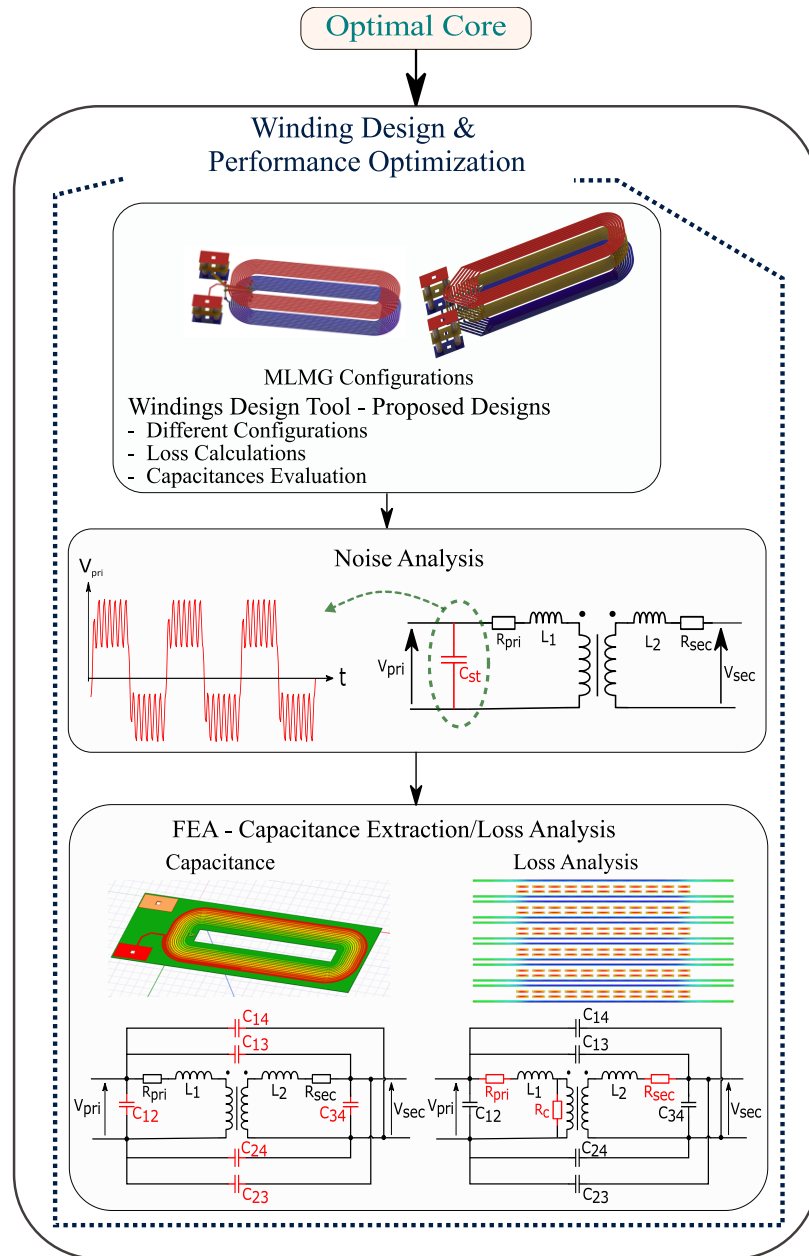 Optimal Core
Winding Design &
Performance Optimization
MLMG Configurations
Windings Design Tool - Proposed Designs
- Different Configurations
- Loss Calculations
- Capacitances Evaluation
Noise Analysis
Vpri
t
Vpri
Cst
Rpri
L1
L2
Rsec
Vsec
FEA - Capacitance Extraction/Loss Analysis
Capacitance
C14
C13
Vpri
C12
Rpri
L1
L2
Rsec
C34
Vsec
C24
C23
Loss Analysis
C14
C13
Vpri
C12
Rpri
L1
Rc
L2
Rsec
C34
Vsec
C24
C23